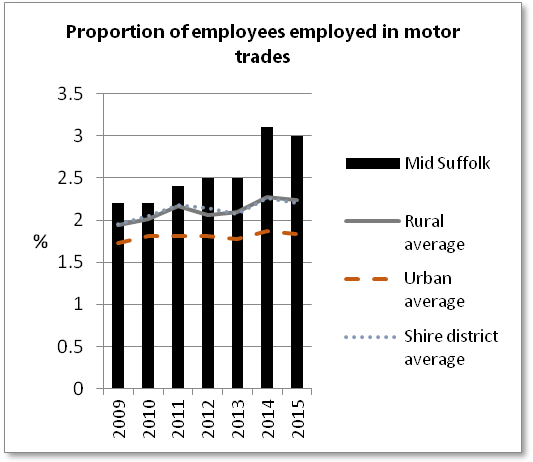 Proportion of employees employed in motor
trades
3.5
3
2.5
2
1.5
1
0.5
0
%
2009
2010
2011
2012
2013
2014
2015
Mid Suffolk
Rural
average
Urban
average
Shire district
average